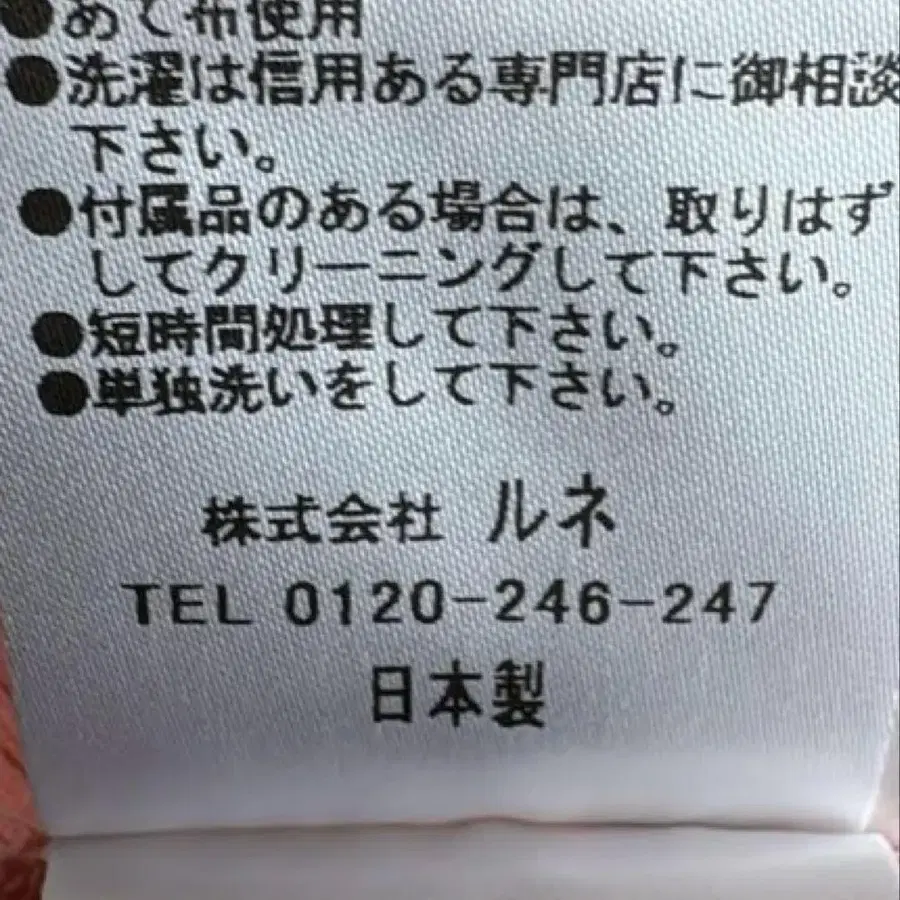 ●あて布使用
●洗濯は信用ある専門店に御相談
下さい。
●付属品のある場合は、取りはず
してクリーニングして下さい。
●短時間処理して下さい。
●単独洗いをして下さい。
株式会社 ルネ
TEL 0120-246-247
日本製